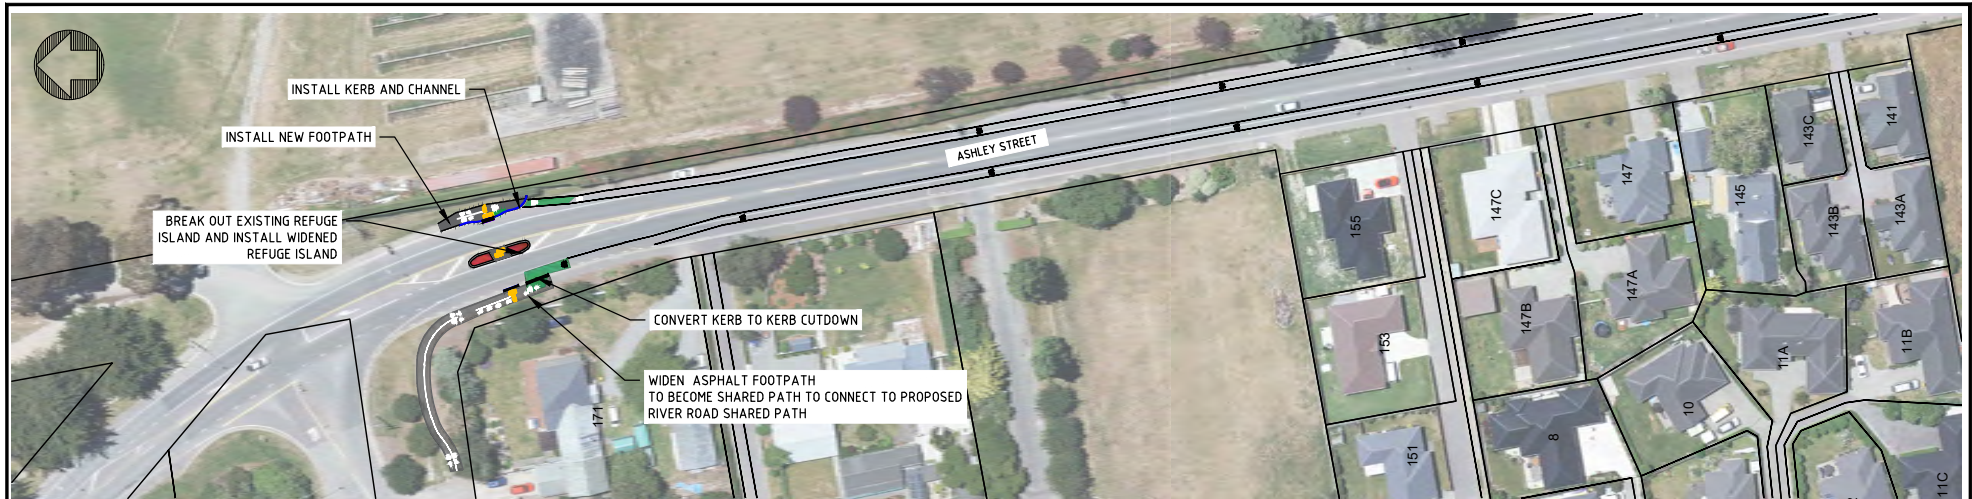 INSTALL KERB AND CHANNEL
INSTALL NEW FOOTPATH
BREAK OUT EXISTING REFUGE
ISLAND AND INSTALL WIDENED
REFUGE ISLAND
ASHLEY STREET
CONVERT KERB TO KERB CUTDOWN
WIDEN ASPHALT FOOTPATH
TO BECOME SHARED PATH TO CONNECT TO PROPOSED
RIVER ROAD SHARED PATH
171
155
153
151
147C
147
147B
147A
145
143C
143B
143A
141
11A
11B
10
8
11C